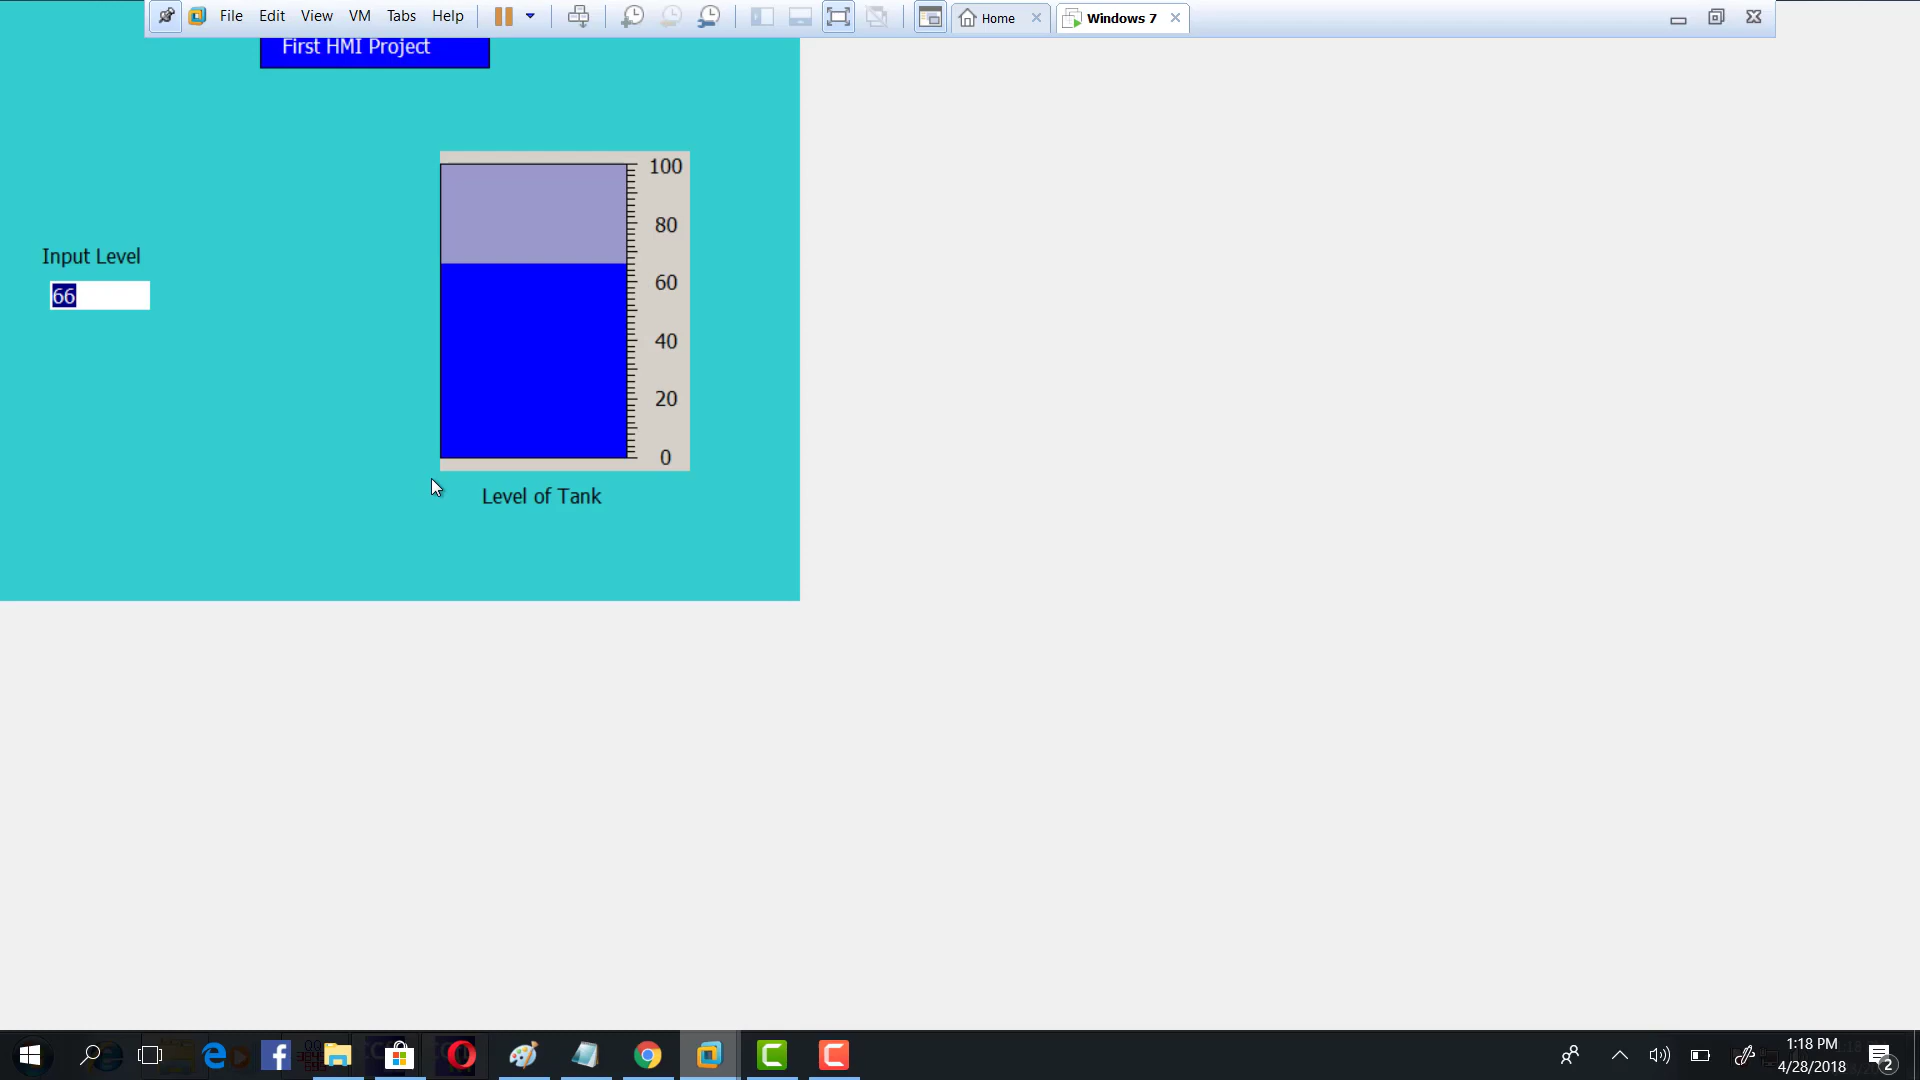 File Edit View VM Tabs Help
Home
Windows 7
First HMI Project
100
80
60
40
20
0
Input Level
66
Level of Tank
1:18 PM
4/28/2018
2